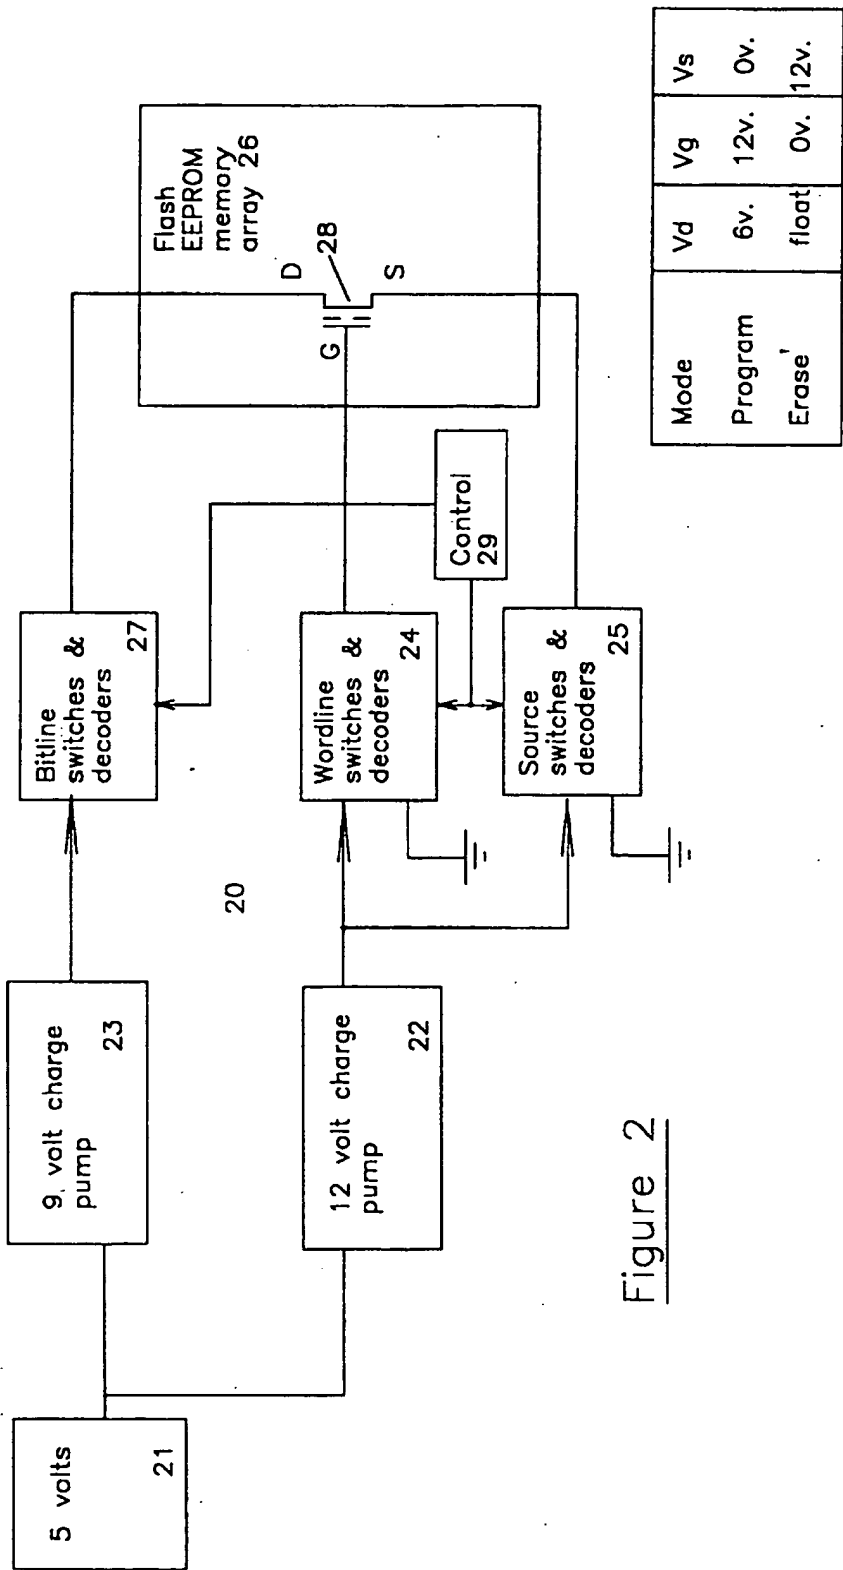 5 volts
21
9 volt charge
pump
23
12 volt charge
pump
22
20
Bitline
switches &
decoders
27
Wordline
switches &
decoders
24
Source
switches &
decoders
25
Control
29
Flash
EEPROM
memory
array 26
D
28
G
S
Mode Vd Vg Vs
Program 6v. 12v. 0v.
Erase' float 0v. 12v.
Figure 2